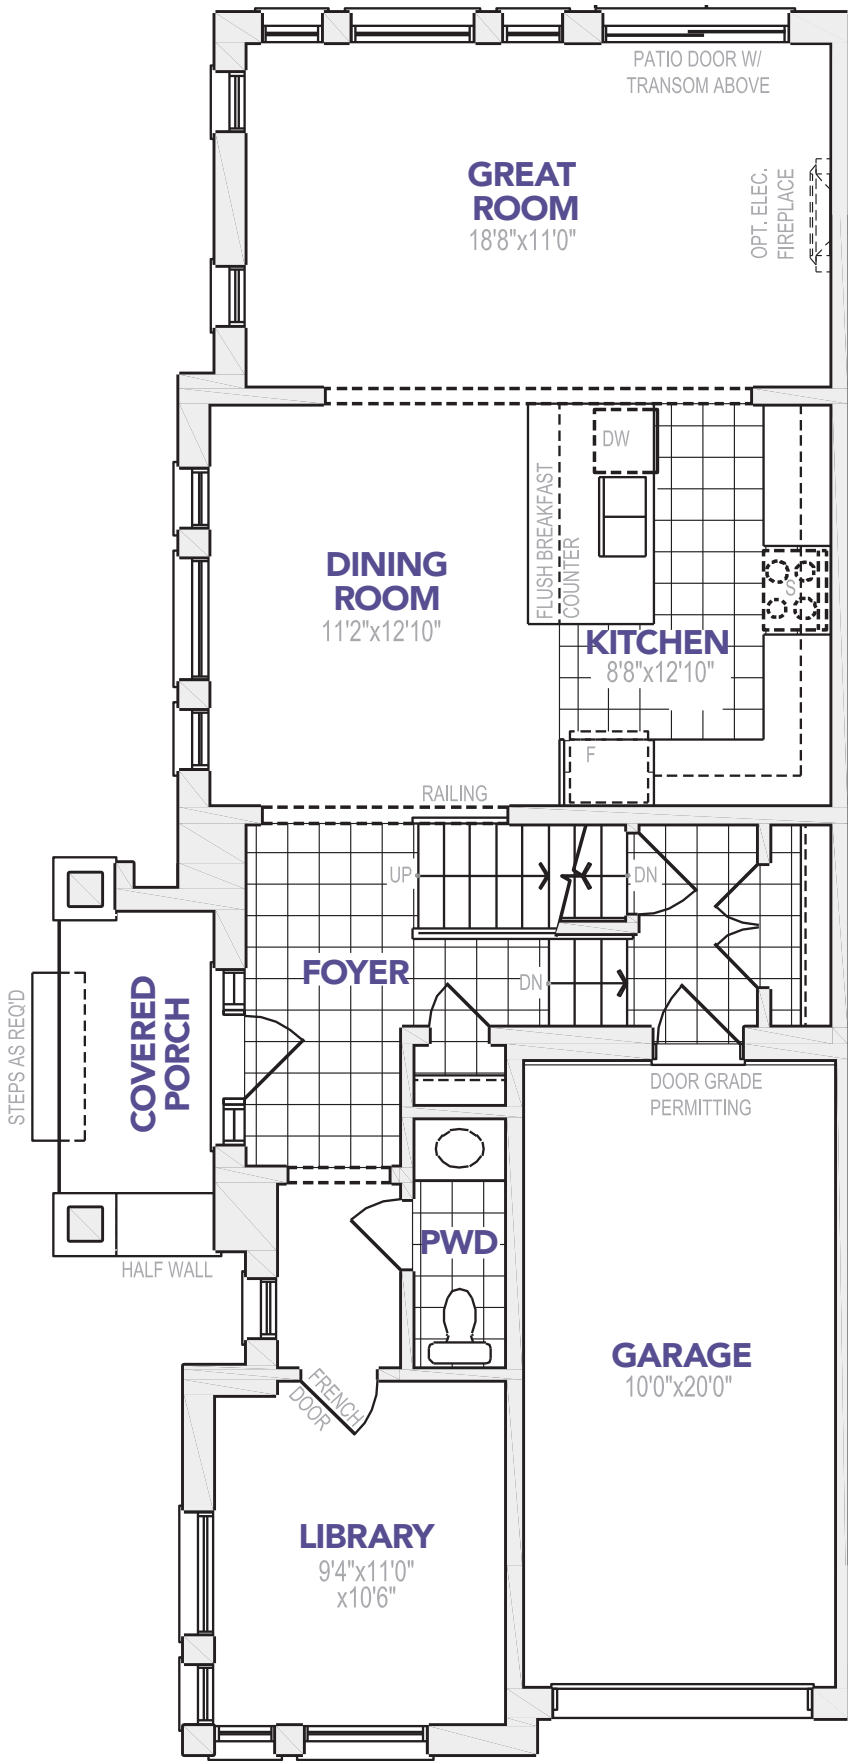 PATIO DOOR W/
TRANSOM ABOVE
GREAT
ROOM
18'8"x11'0"
OPT. ELEC.
FIREPLACE
DW
FLUSH BREAKFAST
COUNTER
S
DINING
ROOM
11'2"x12'10"
KITCHEN
8'8"x12'10"
F
RAILING
UP
DN
FOYER
DN
COVERED
PORCH
STEPS AS REQ'D
DOOR GRADE
PERMITTING
HALF WALL
PWD
GARAGE
10'0"x20'0"
FRENCH
DOOR
LIBRARY
9'4"x11'0"
x10'6"